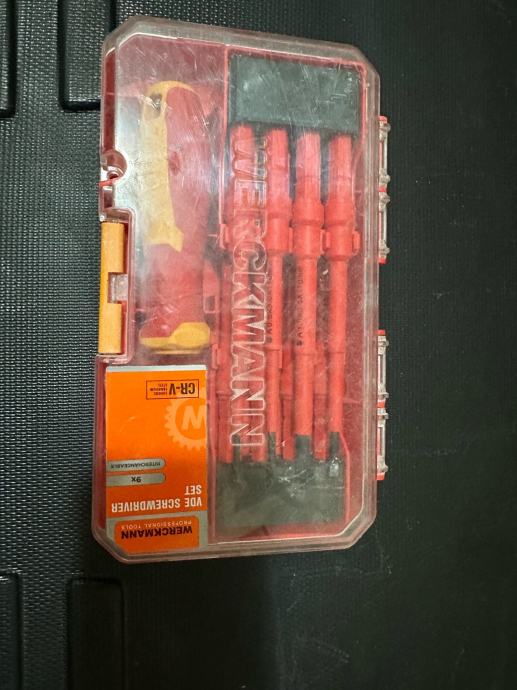 WERCKMANN
WERCKMANN
PROFESSIONAL TOOLS
VDE SCREWDRIVER
SET
9x
INTERCHANGEABLE
CR-V